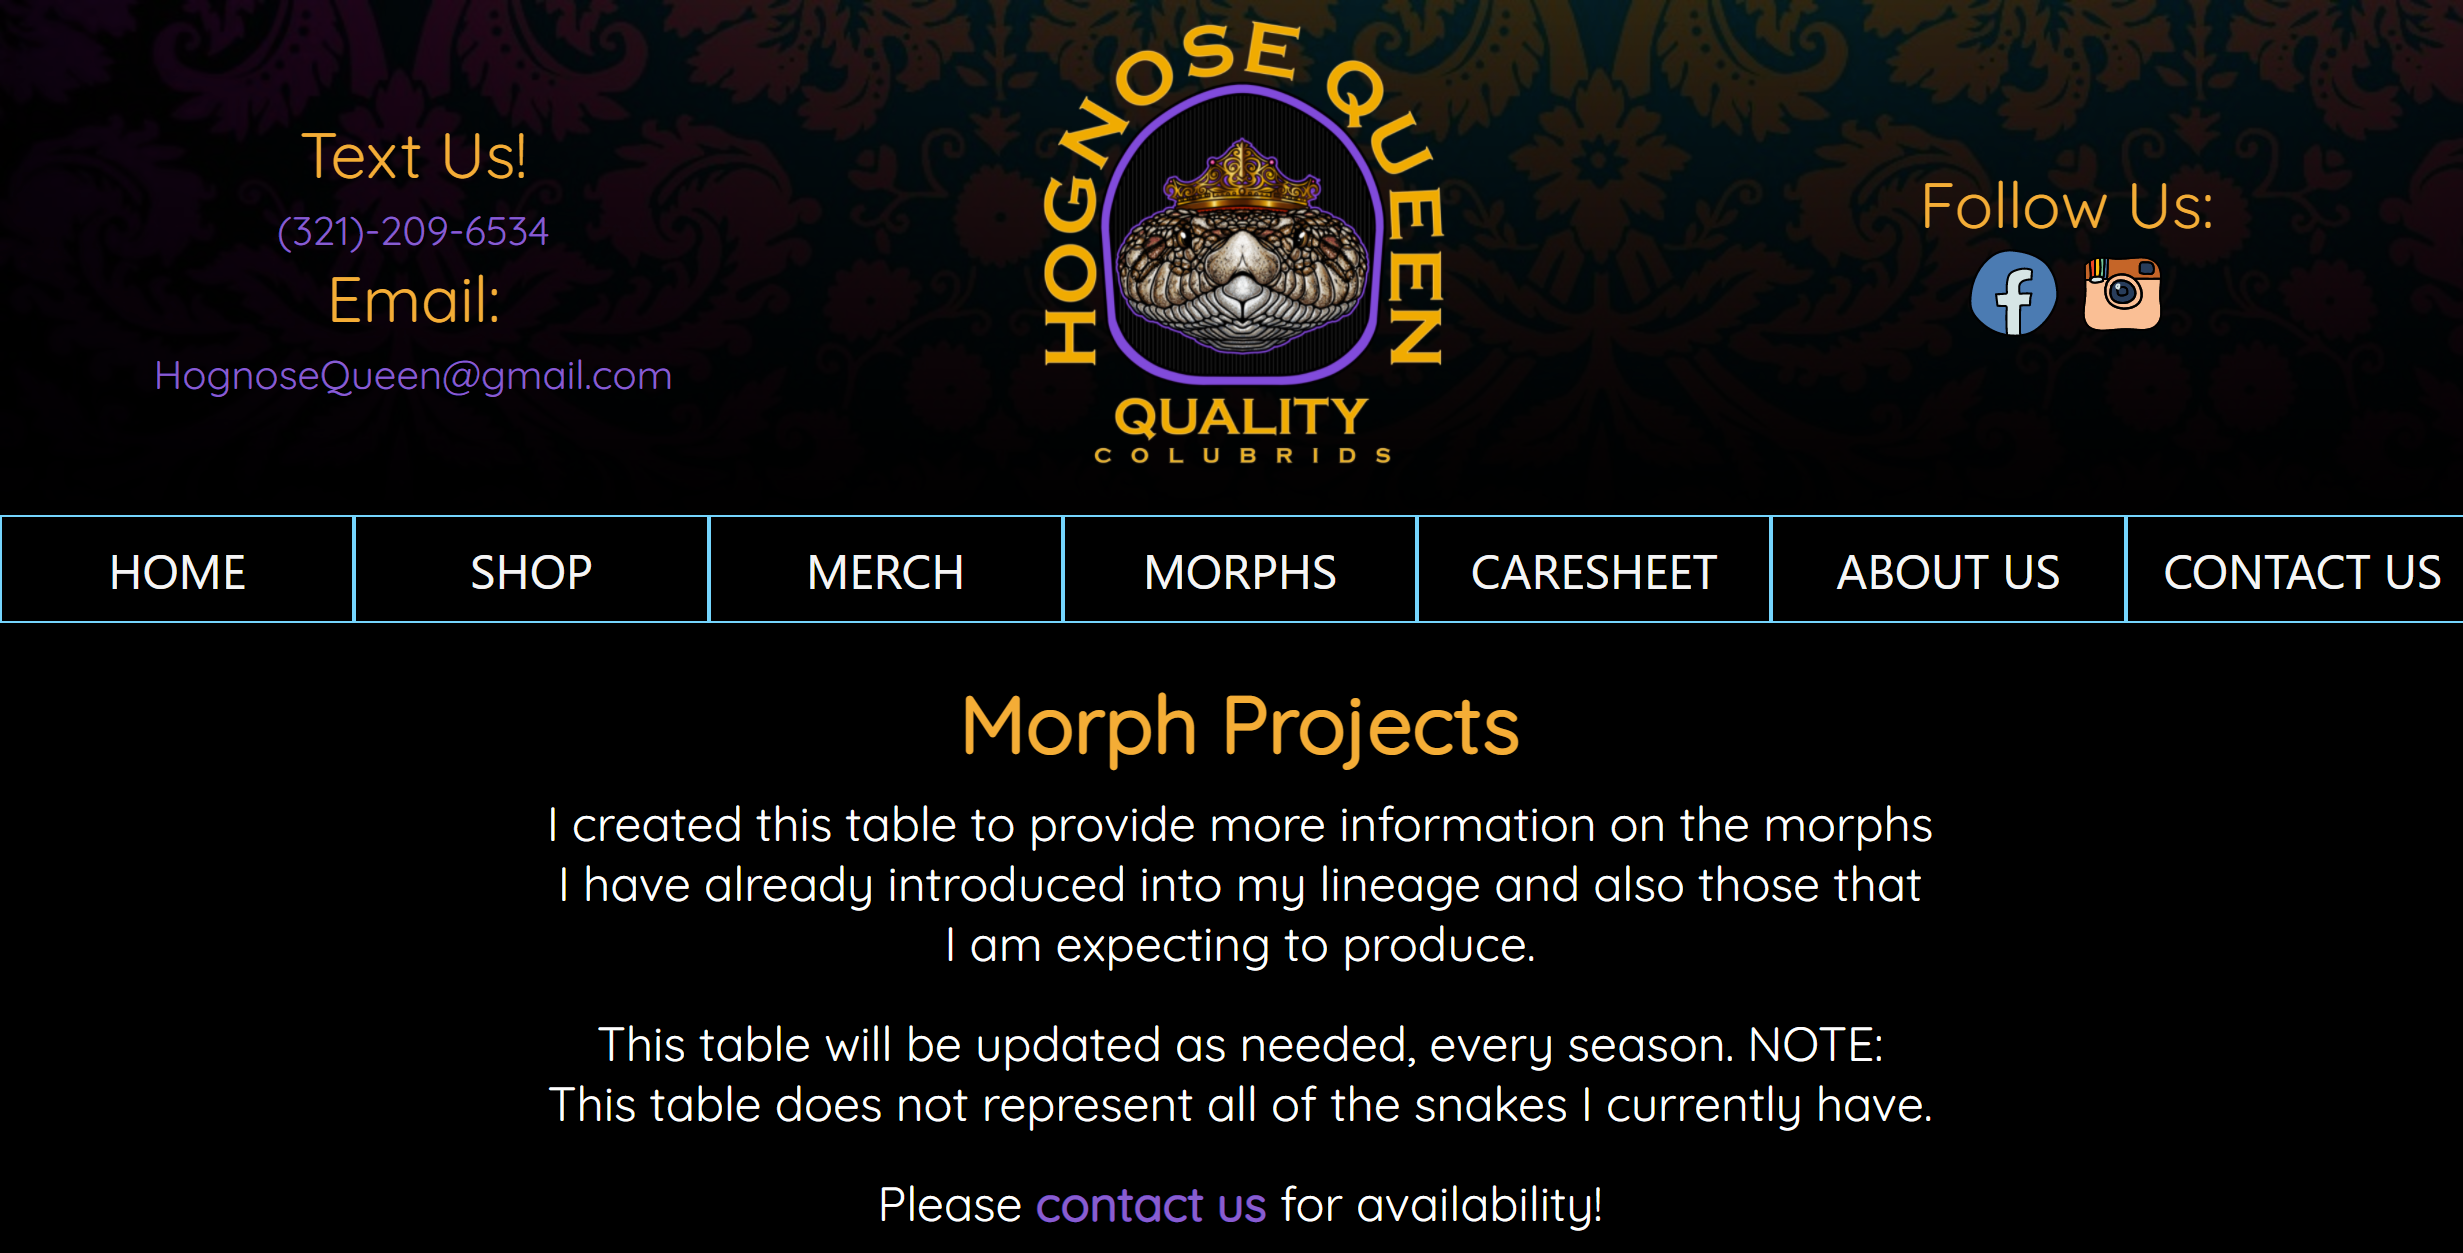 Text Us!
(321)-209-6534
Email:
HognoseQueen@gmail.com
HOGNOSE QUEEN
QUALITY
COLUBRIDS
Follow Us:
HOME
SHOP
MERCH
MORPHS
CARESHEET
ABOUT US
CONTACT US
Morph Projects
I created this table to provide more information on the morphs
I have already introduced into my lineage and also those that
I am expecting to produce.
This table will be updated as needed, every season. NOTE:
This table does not represent all of the snakes I currently have.
Please contact us for availability!